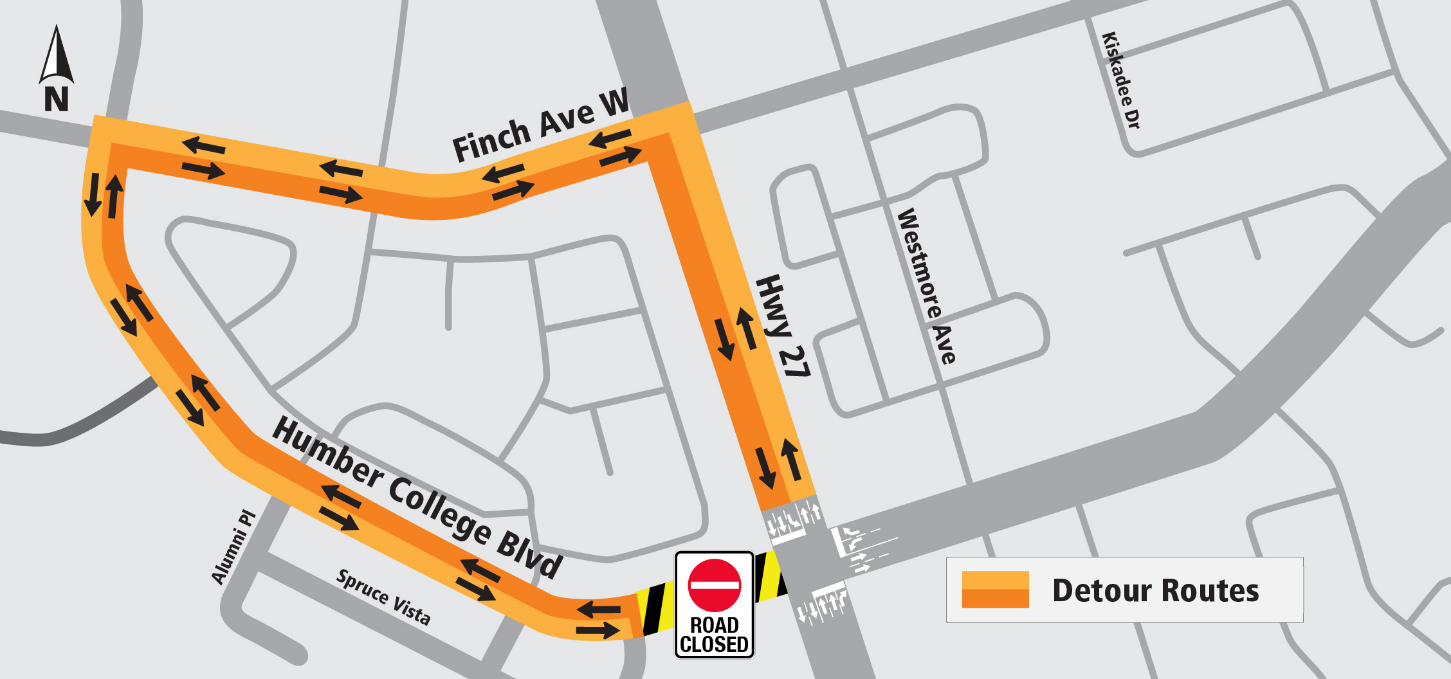 N
Finch Ave W
Kiskadee Dr
Westmore Ave
Hwy 27
Humber College Blvd
Alumni Pl
Spruce Vista
ROAD
CLOSED
Detour Routes